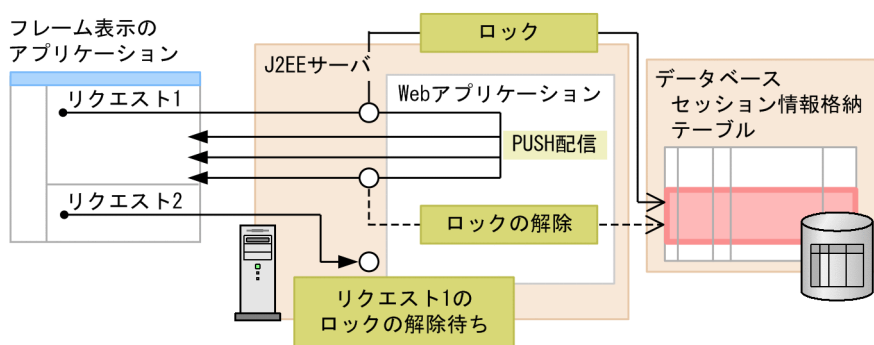 フレーム表示の
アプリケーション
リクエスト1
リクエスト2
J2EEサーバ
ロック
Webアプリケーション
PUSH配信
ロックの解除
リクエスト1の
ロックの解除待ち
データベース
セッション情報格納
テーブル